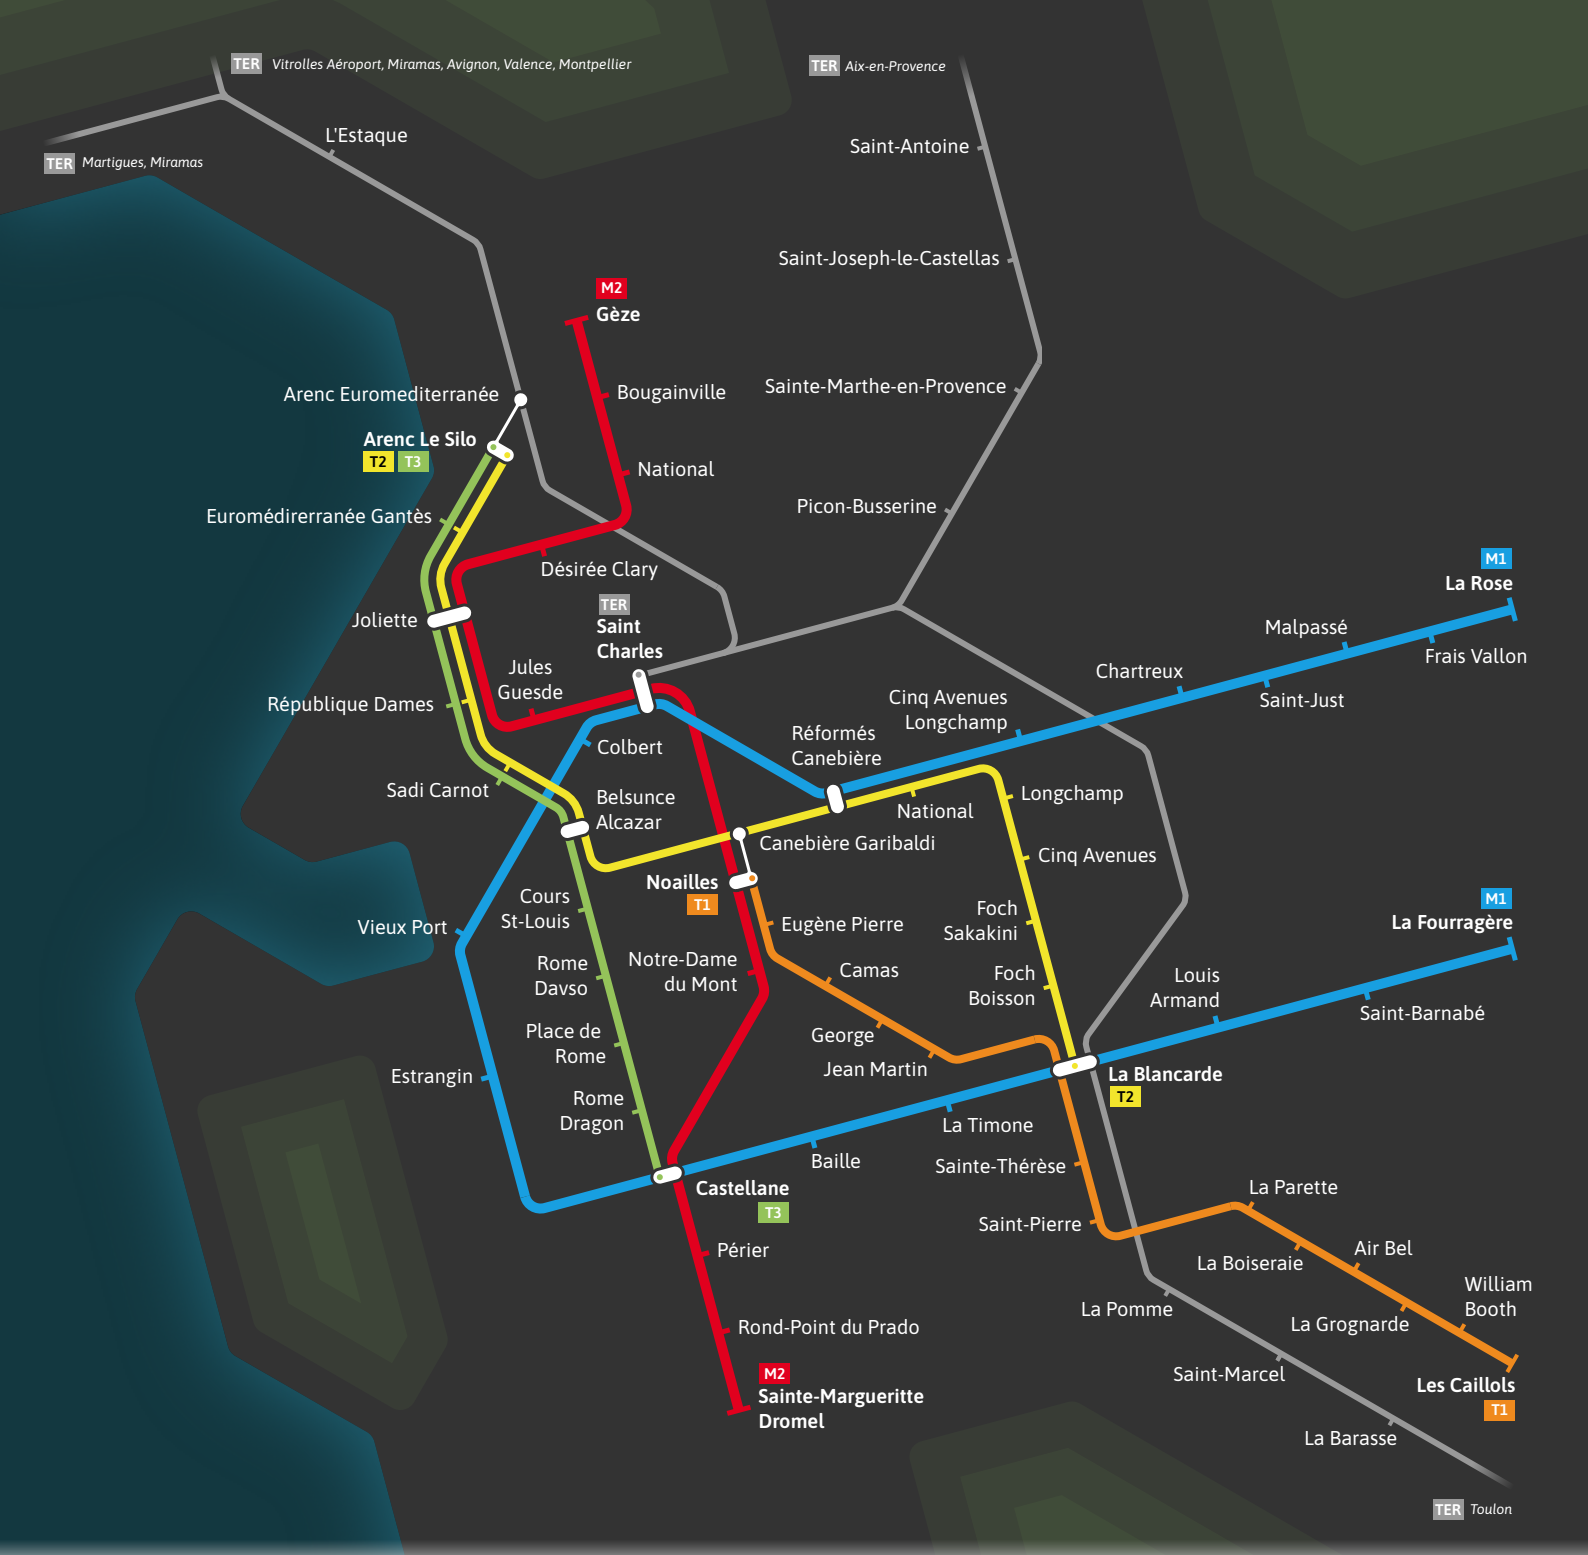 TER Vitrolles Aéroport, Miramas, Avignon, Valence, Montpellier
TER Aix-en-Provence
L'Estaque
Saint-Antoine
TER Martigues, Miramas
Saint-Joseph-le-Castellas
M2
Gèze
Arenc Euromediterranée
Bougainville
Sainte-Marthe-en-Provence
Arenc Le Silo
T2 T3
National
Euromédirerranée Gantès
Picon-Busserine
Désirée Clary
M1
La Rose
TER
Saint
Charles
Joliette
Malpassé
Frais Vallon
Jules
Guesde
Chartreux
Saint-Just
Cinq Avenues
Longchamp
République Dames
Colbert
Réformés
Canebière
Sadi Carnot
Belsunce
Alcazar
National
Longchamp
Canebière Garibaldi
Cinq Avenues
Noailles
T1
Cours
St-Louis
Vieux Port
Eugène Pierre
Foch
Sakakini
M1
La Fourragère
Rome
Davso
Notre-Dame
du Mont
Camas
Foch
Boisson
Louis
Armand
Saint-Barnabé
Place de
Rome
George
Jean Martin
Estrangin
La Blancarde
T2
Rome
Dragon
La Timone
Baille
Sainte-Thérèse
Castellane
T3
La Parette
Saint-Pierre
Périer
La Boiseraie
Air Bel
William
Booth
La Pomme
La Grognarde
Rond-Point du Prado
Saint-Marcel
M2
Sainte-Margueritte
Dromel
Les Caillols
T1
La Barasse
TER Toulon